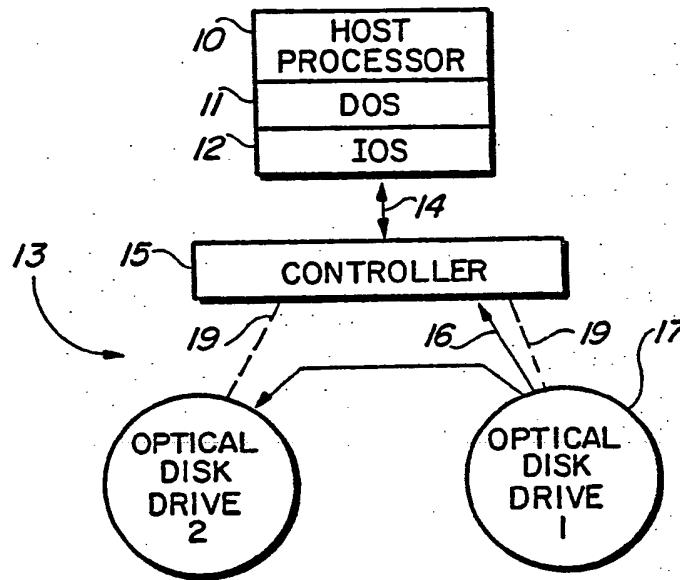 10
HOST
PROCESSOR
11
DOS
12
IOS
14
13
15
CONTROLLER
19
16
19
17
OPTICAL
DISK
DRIVE
2
OPTICAL
DISK
DRIVE
1